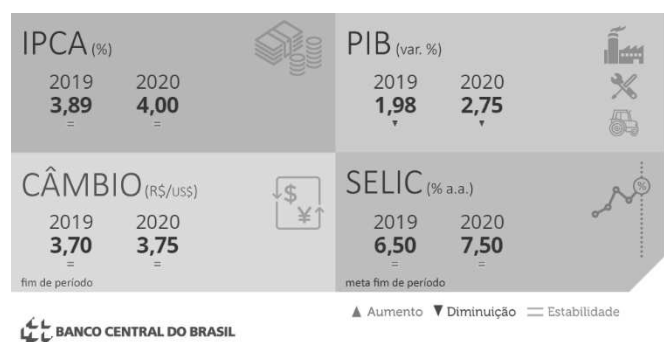 IPCA (%)
2019 2020
3,89 4,00
= =
PIB (var. %)
2019 2020
1,98 2,75
▼ ▼
CÂMBIO (R$/US$)
2019 2020
3,70 3,75
= =
fim de período
$
¥
SELIC (% a.a.)
2019 2020
6,50 7,50
= =
meta fim de período
%
▲ Aumento ▼ Diminuição = Estabilidade
BANCO CENTRAL DO BRASIL